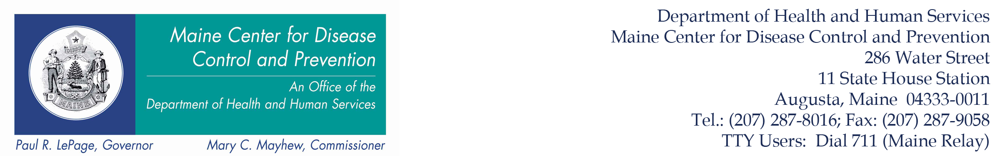 DIRIGO
MAINE
Maine Center for Disease
Control and Prevention
An Office of the
Department of Health and Human Services
Paul R. LePage, Governor
Mary C. Mayhew, Commissioner
Department of Health and Human Services
Maine Center for Disease Control and Prevention
286 Water Street
11 State House Station
Augusta, Maine  04333-0011
Tel.: (207) 287-8016; Fax: (207) 287-9058
TTY Users:  Dial 711 (Maine Relay)